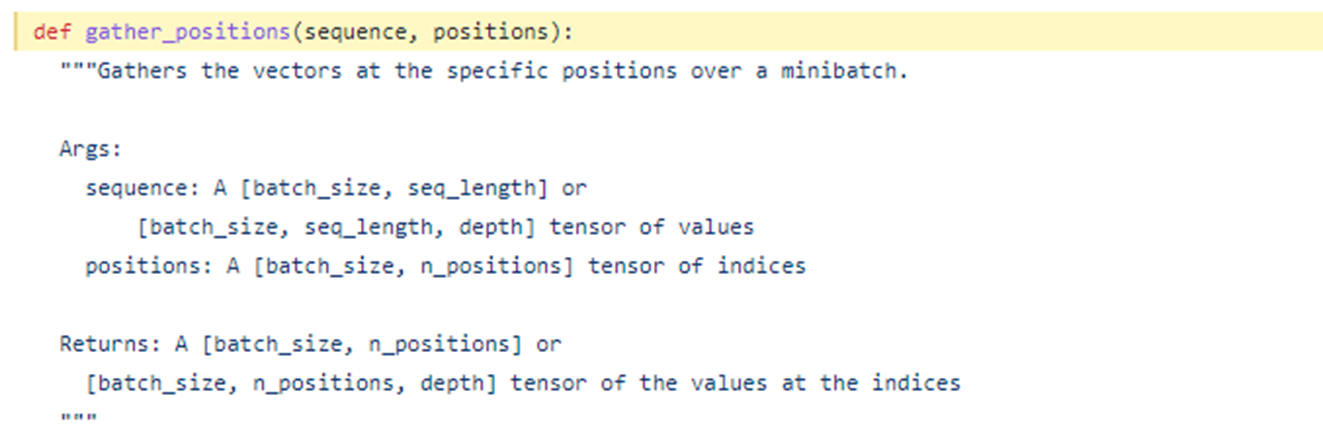 def gather_positions(sequence, positions):
"""Gathers the vectors at the specific positions over a minibatch.
Args:
sequence: A [batch_size, seq_length] or
[batch_size, seq_length, depth] tensor of values
positions: A [batch_size, n_positions] tensor of indices
Returns: A [batch_size, n_positions] or
[batch_size, n_positions, depth] tensor of the values at the indices
"""